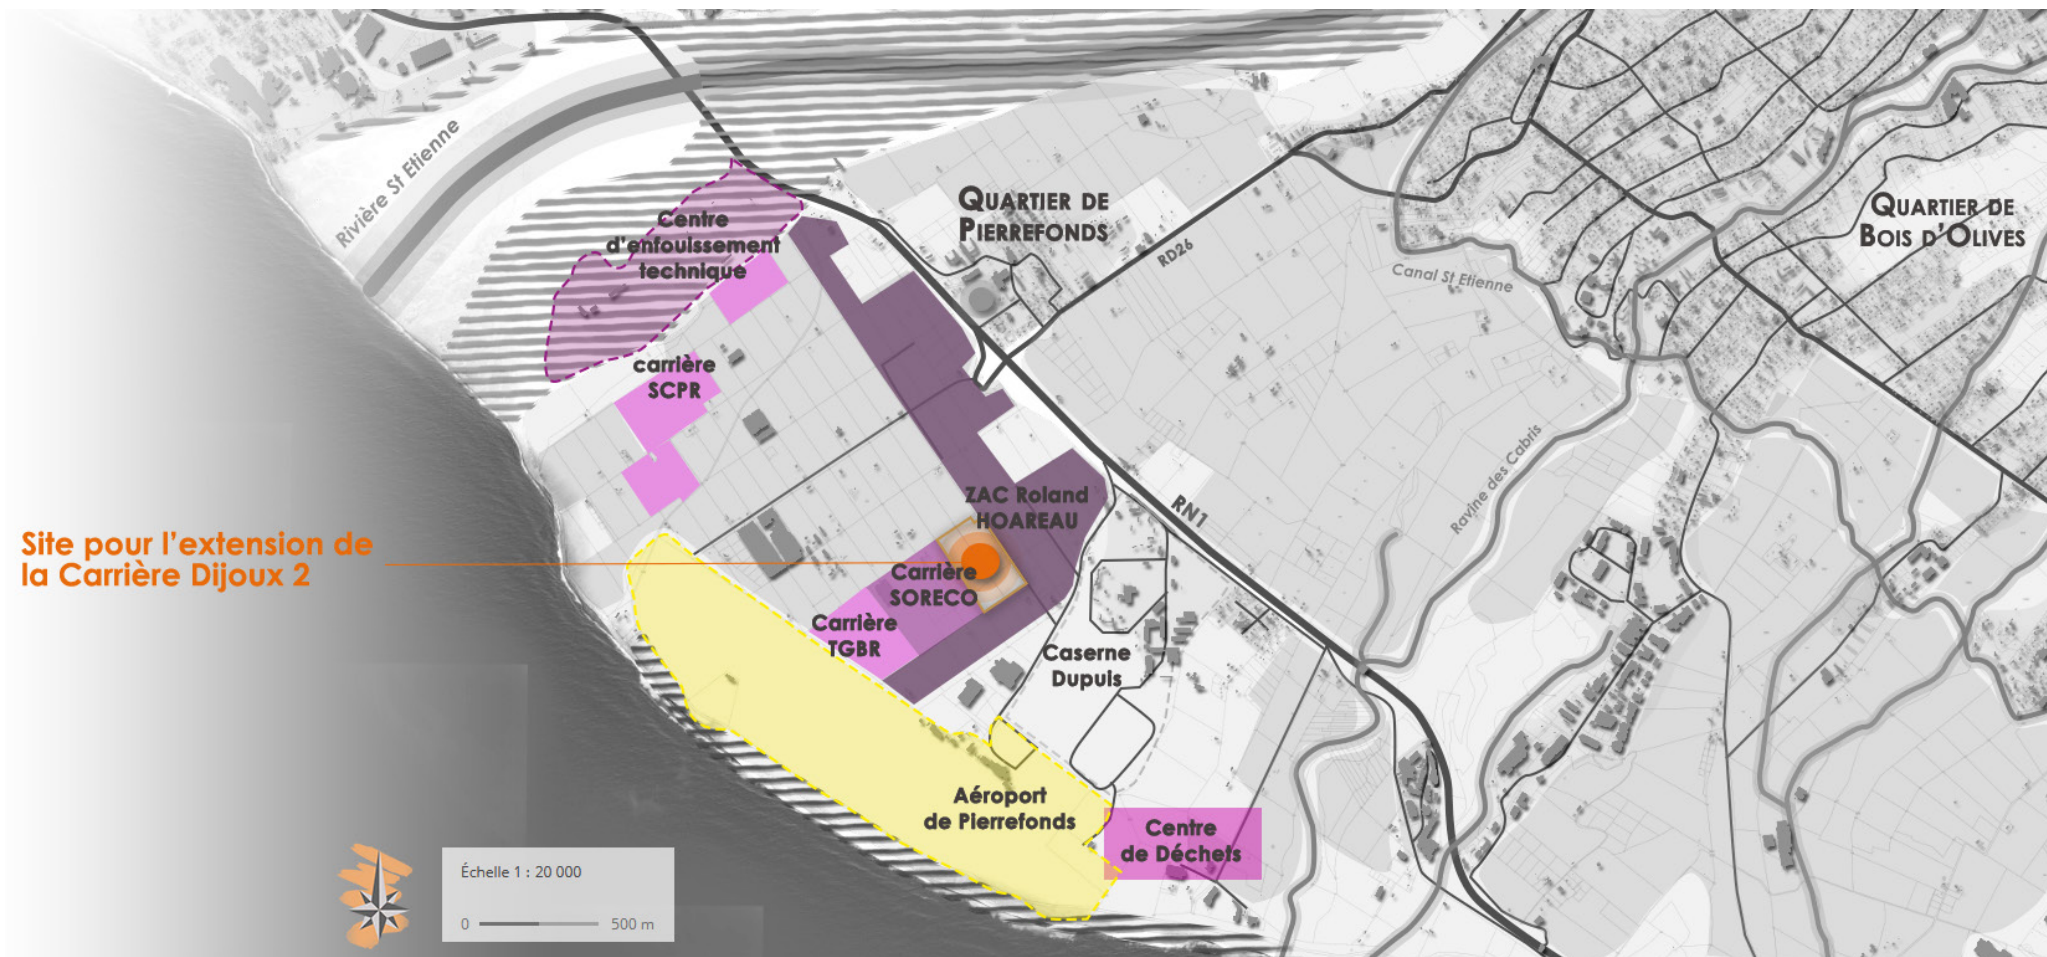 Rivière St Etienne
Centre
d'enfouissement
technique
QUARTIER DE
PIERREFONDS
RD26
QUARTIER DE
BOIS D'OLIVES
Canal St Etienne
carrière
SCPR
Ravine des Cabris
ZAC Roland
HOAREAU
RN1
Site pour l'extension de
la Carrière Dijoux 2
Carrière
SORECO
Carrière
TGBR
Caserne
Dupuis
Aéroport
de Pierrefonds
Centre
de Déchets
Échelle 1 : 20 000
0 500 m